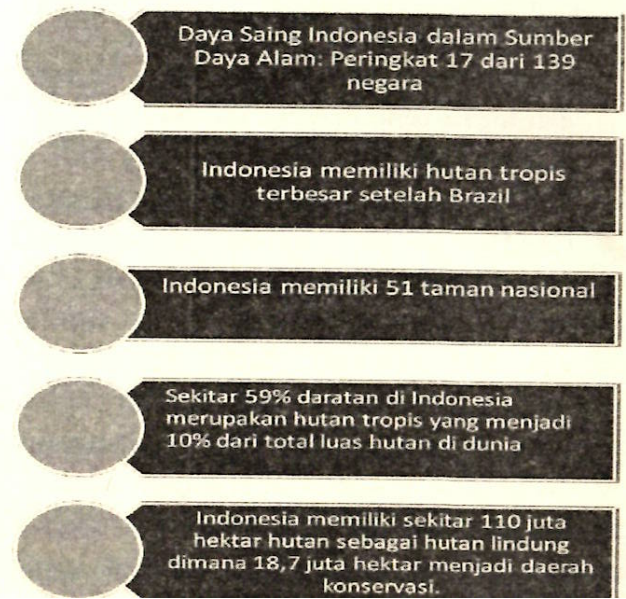 Daya Saing Indonesia dalam Sumber
Daya Alam: Peringkat 17 dari 139
negara
Indonesia memiliki hutan tropis
terbesar setelah Brazil
Indonesia memiliki 51 taman nasional
Sekitar 59% daratan di Indonesia
merupakan hutan tropis yang menjadi
10% dari total luas hutan di dunia
Indonesia memiliki sekitar 110 juta
hektar hutan sebagai hutan lindung
dimana 18,7 juta hektar menjadi daerah
konservasi.